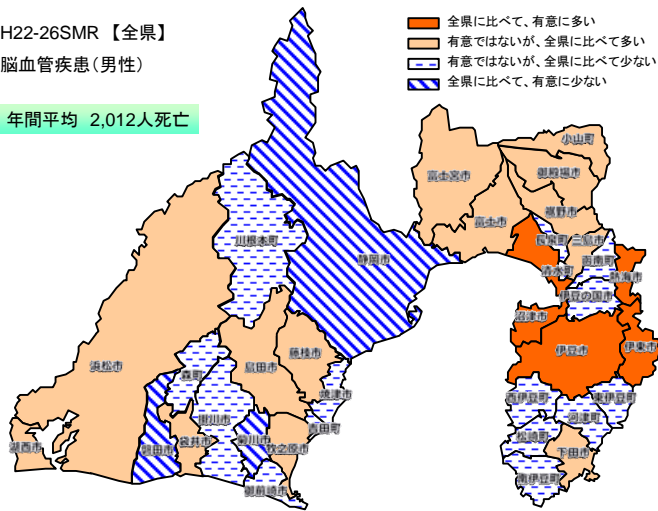 H22-26SMR 【全県】
脳血管疾患(男性)
年間平均 2,012人死亡
全県に比べて、有意に多い
有意ではないが、全県に比べて多い
有意ではないが、全県に比べて少ない
全県に比べて、有意に少ない
小山町
富士宮市
御殿場市
裾野市
富士市
長泉町
三島市
川根本町
静岡市
函南町
清水町
熱海市
伊豆の国市
沼津市
伊東市
伊豆市
藤枝市
浜松市
島田市
森町
焼津市
西伊豆町
東伊豆町
掛川市
河津町
吉田町
松崎町
湖西市
磐田市
袋井市
菊川市
牧之原市
下田市
御前崎市
南伊豆町